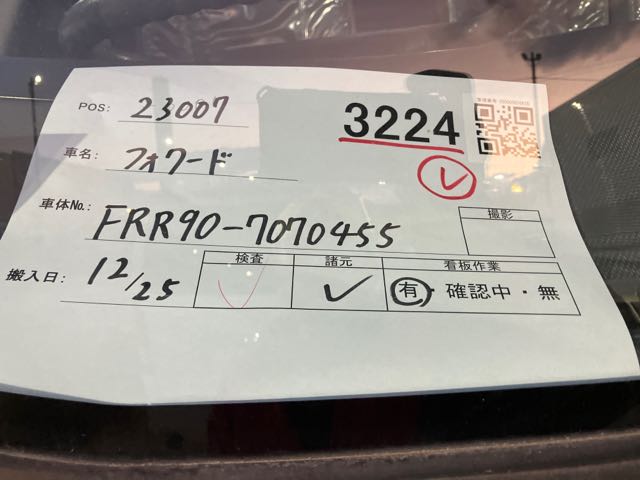 POS: 23007
3224
車名: フォワード
車体No.: FRR90-7070455
撮影
搬入日: 12/25
検査 諸元 看板作業
✓ ✓ 有・確認中・無